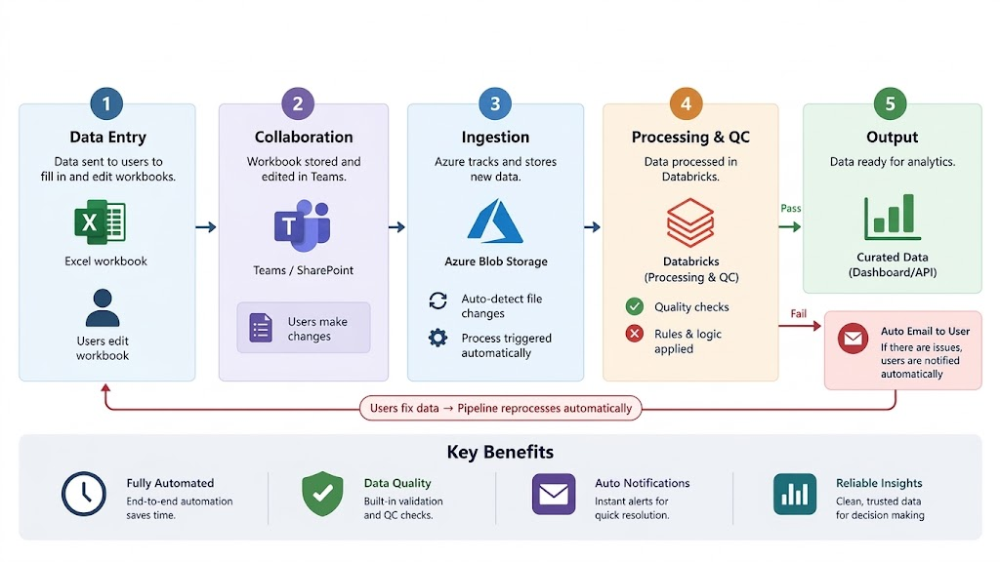 1
Data Entry
Data sent to users to
fill in and edit workbooks.
X
Excel workbook
Users edit
workbook
2
Collaboration
Workbook stored and
edited in Teams.
T
Teams / SharePoint
Users make
changes
3
Ingestion
Azure tracks and stores
new data.
Azure Blob Storage
Auto-detect file
changes
Process triggered
automatically
4
Processing & QC
Data processed in
Databricks.
Databricks
(Processing & QC)
Quality checks
Rules & logic
applied
Pass
Fail
5
Output
Data ready for analytics.
Curated Data
(Dashboard/API)
Auto Email to User
If there are issues,
users are notified
automatically
Users fix data → Pipeline reprocesses automatically
Key Benefits
Fully Automated
End-to-end automation
saves time.
Data Quality
Built-in validation
and QC checks.
Auto Notifications
Instant alerts for
quick resolution.
Reliable Insights
Clean, trusted data
for decision making